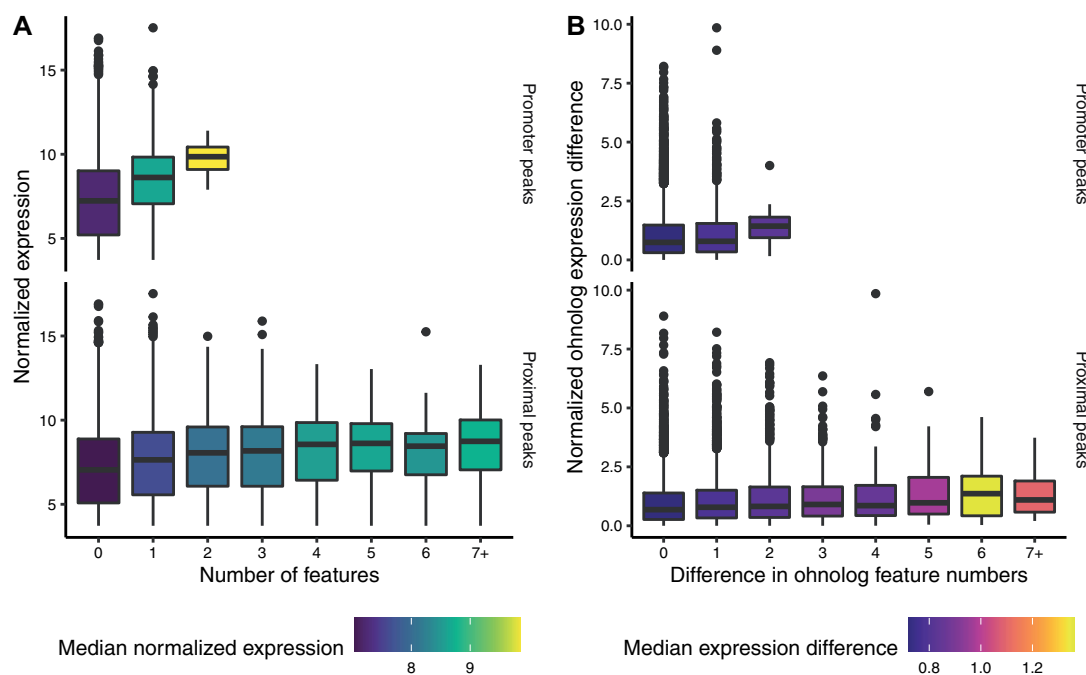 A
Normalized expression
15
10
5
Promoter peaks
15
10
5
Proximal peaks
0 1 2 3 4 5 6 7+
Number of features
Median normalized expression
8 9
B
Normalized ohnolog expression difference
10.0
7.5
5.0
2.5
0.0
Promoter peaks
10.0
7.5
5.0
2.5
0.0
Proximal peaks
0 1 2 3 4 5 6 7+
Difference in ohnolog feature numbers
Median expression difference
0.8 1.0 1.2